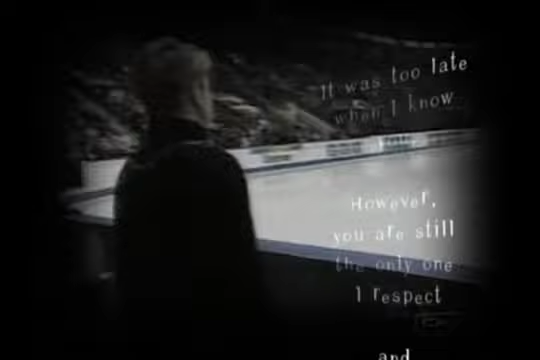 It was too late
when I know
However,
you are still
the only one
I respect
and